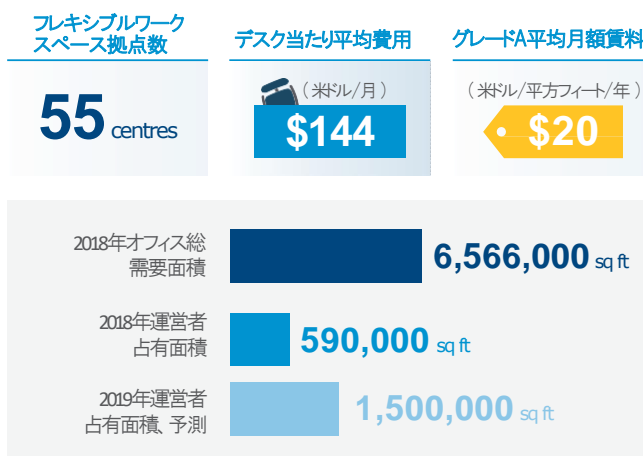 フレキシブルワーク
スペース拠点数
デスク当たり平均費用
グレードA平均月額賃料
55 centres
（米ドル/月）
$144
（米ドル/平方フィート/年）
$20
2018年オフィス総
需要面積
6,566,000 sq ft
2018年運営者
占有面積
590,000 sq ft
2019年運営者
占有面積、予測
1,500,000 sq ft